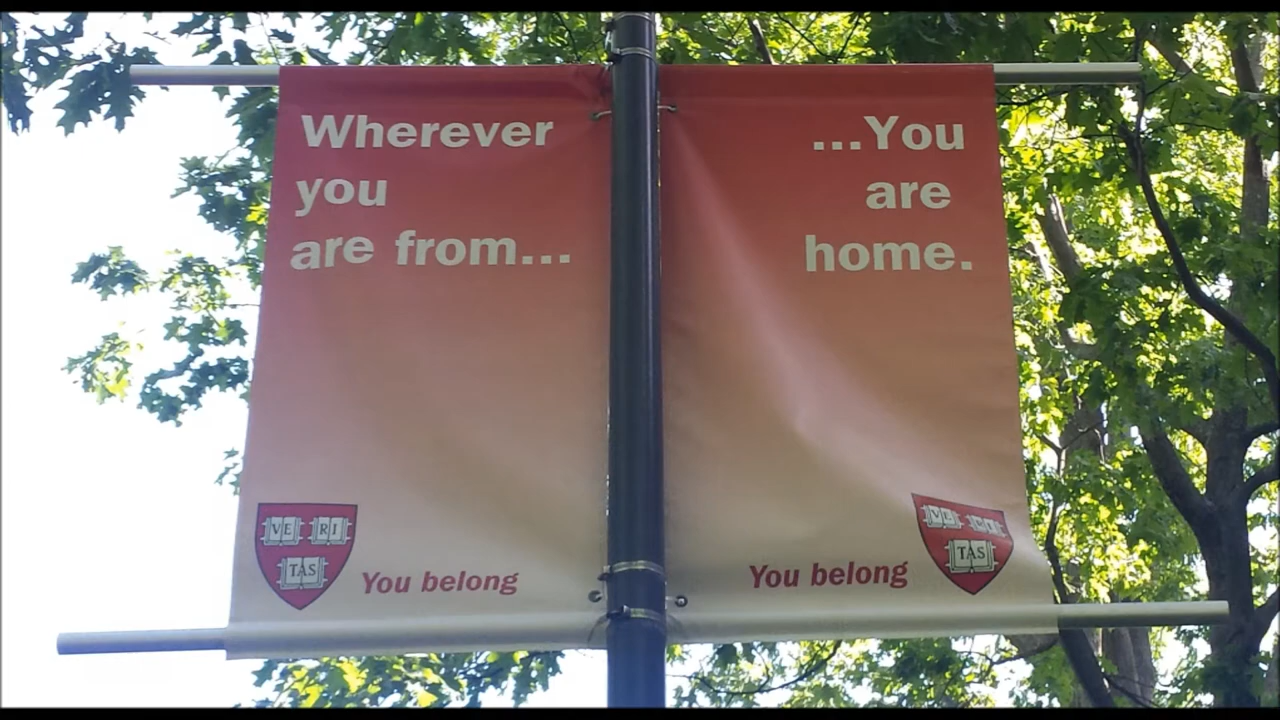 Wherever
you
are from...
...You
are
home.
VE RI
TAS
You belong
You belong
VE RI
TAS